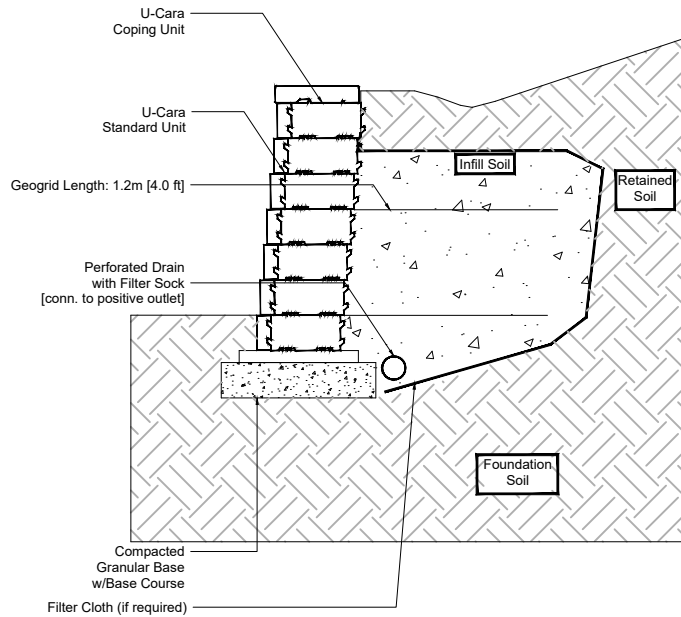 U-Cara
Coping Unit
U-Cara
Standard Unit
Infill Soil
Geogrid Length: 1.2m [4.0 ft]
Retained
Soil
Perforated Drain
with Filter Sock
[conn. to positive outlet]
Foundation
Soil
Compacted
Granular Base
w/Base Course
Filter Cloth (if required)